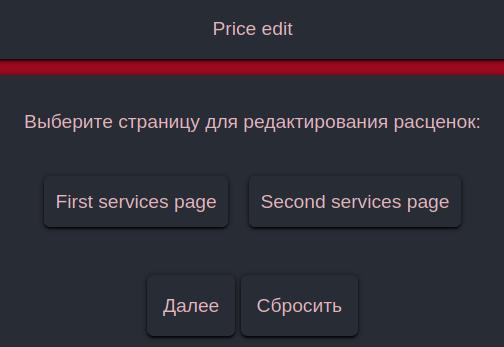 Price edit
Выберите страницу для редактирования расценок:
First services page Second services page
Далее Сбросить